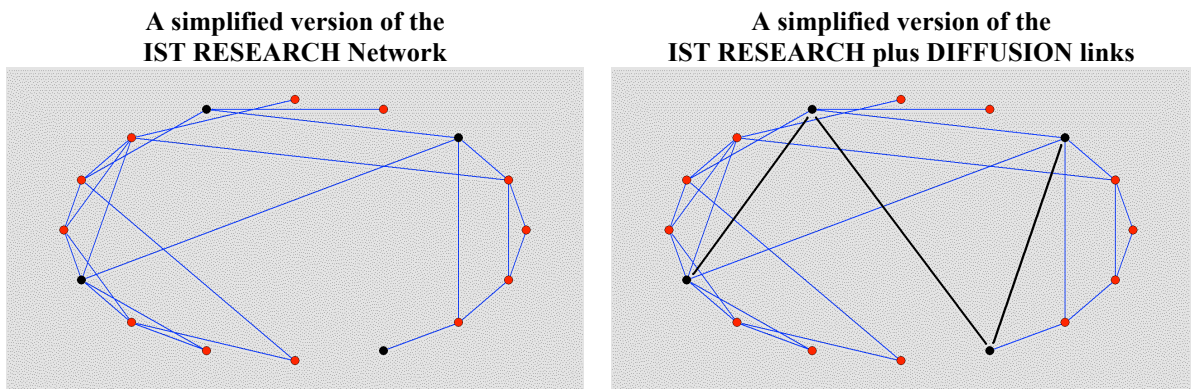 A simplified version of the
IST RESEARCH Network
A simplified version of the
IST RESEARCH plus DIFFUSION links